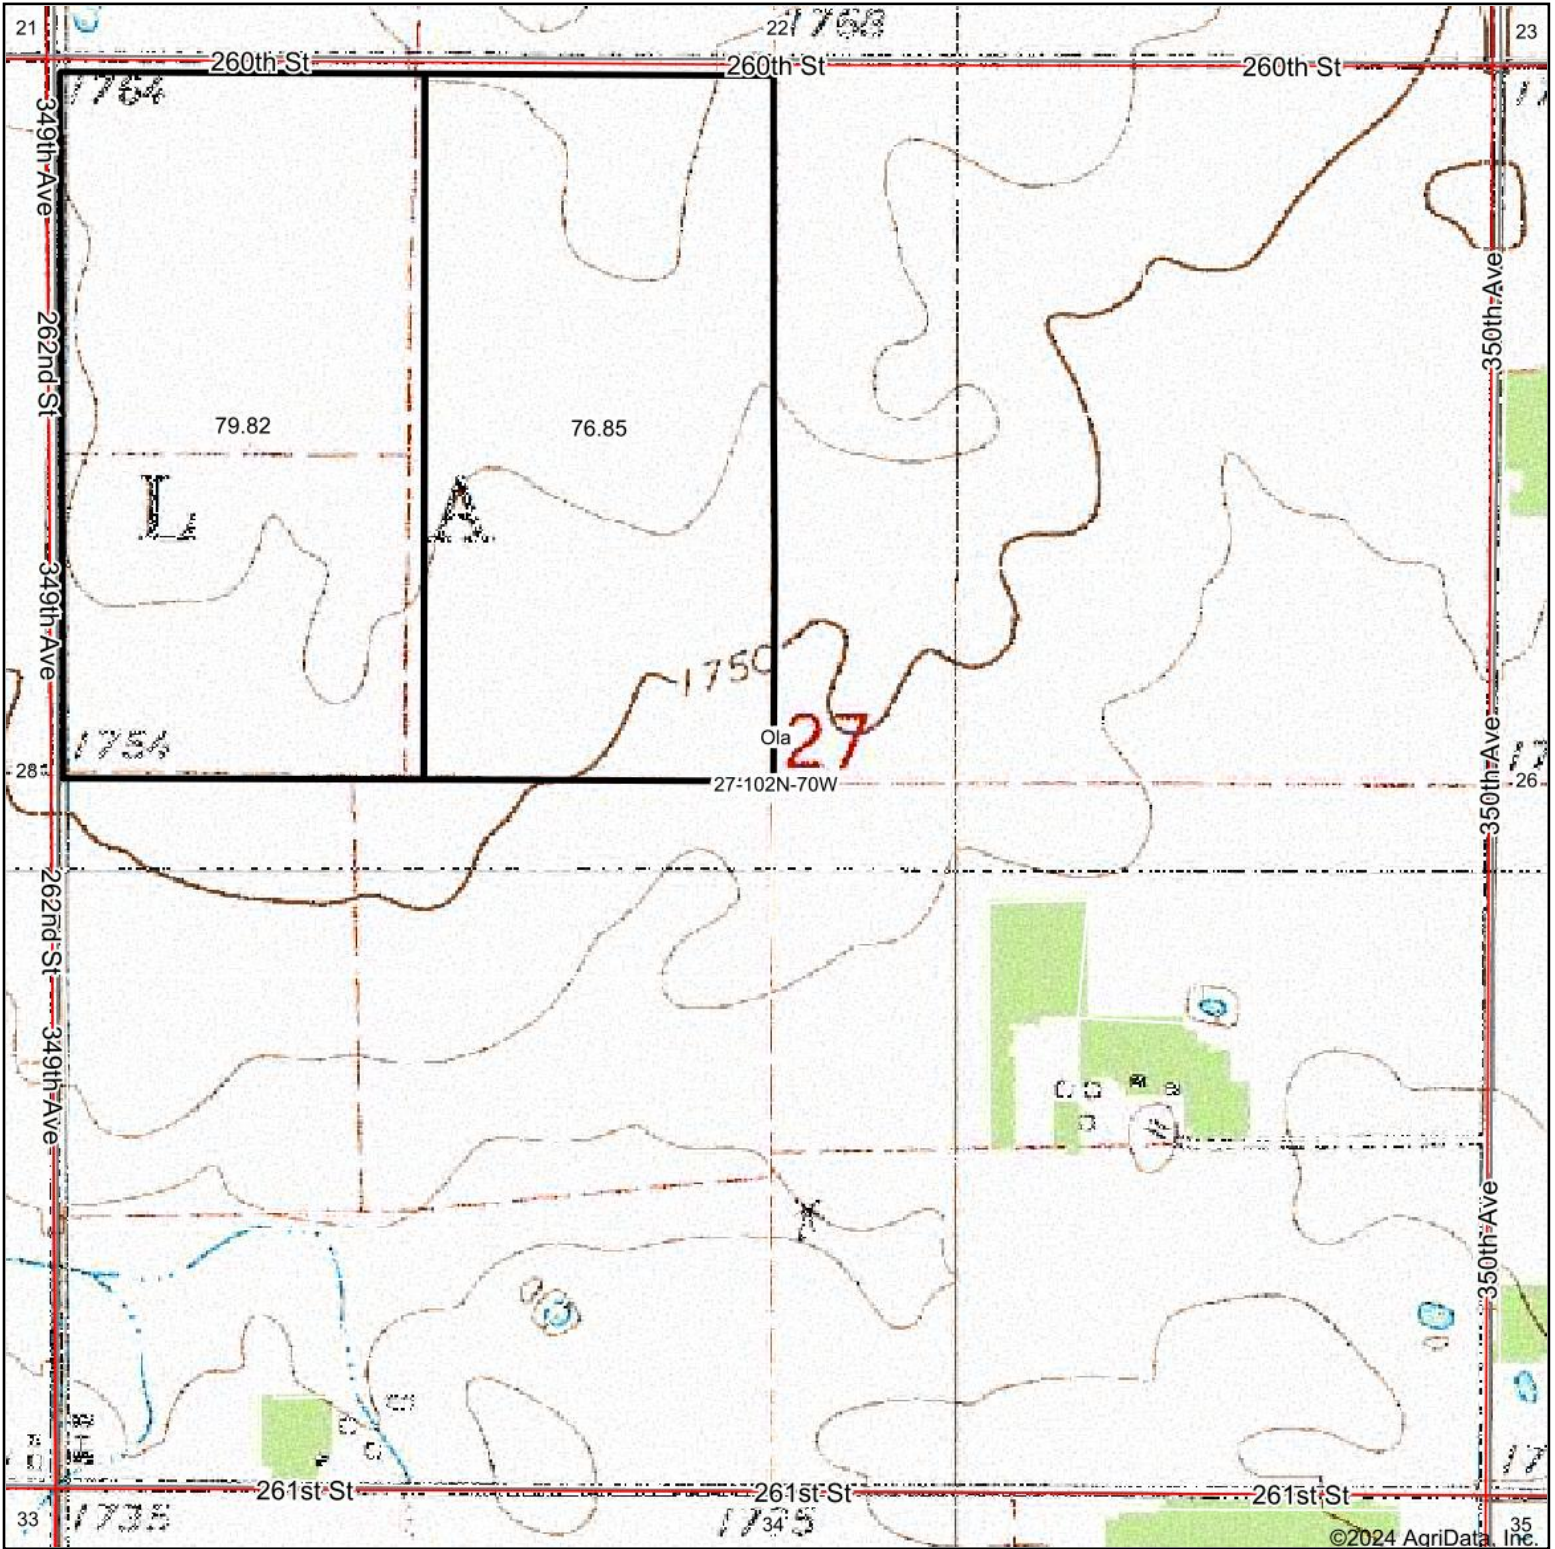 21
22
1768
23
260th St
260th St
260th St
1764
349th Ave
350th Ave
262nd St
79.82
76.85
L
A
349th Ave
1750
1754
Ola
27
28
27-102N-70W
26
350th Ave
262nd St
349th Ave
350th Ave
261st St
261st St
261st St
33
1735
34
35
©2024 AgriData, Inc.